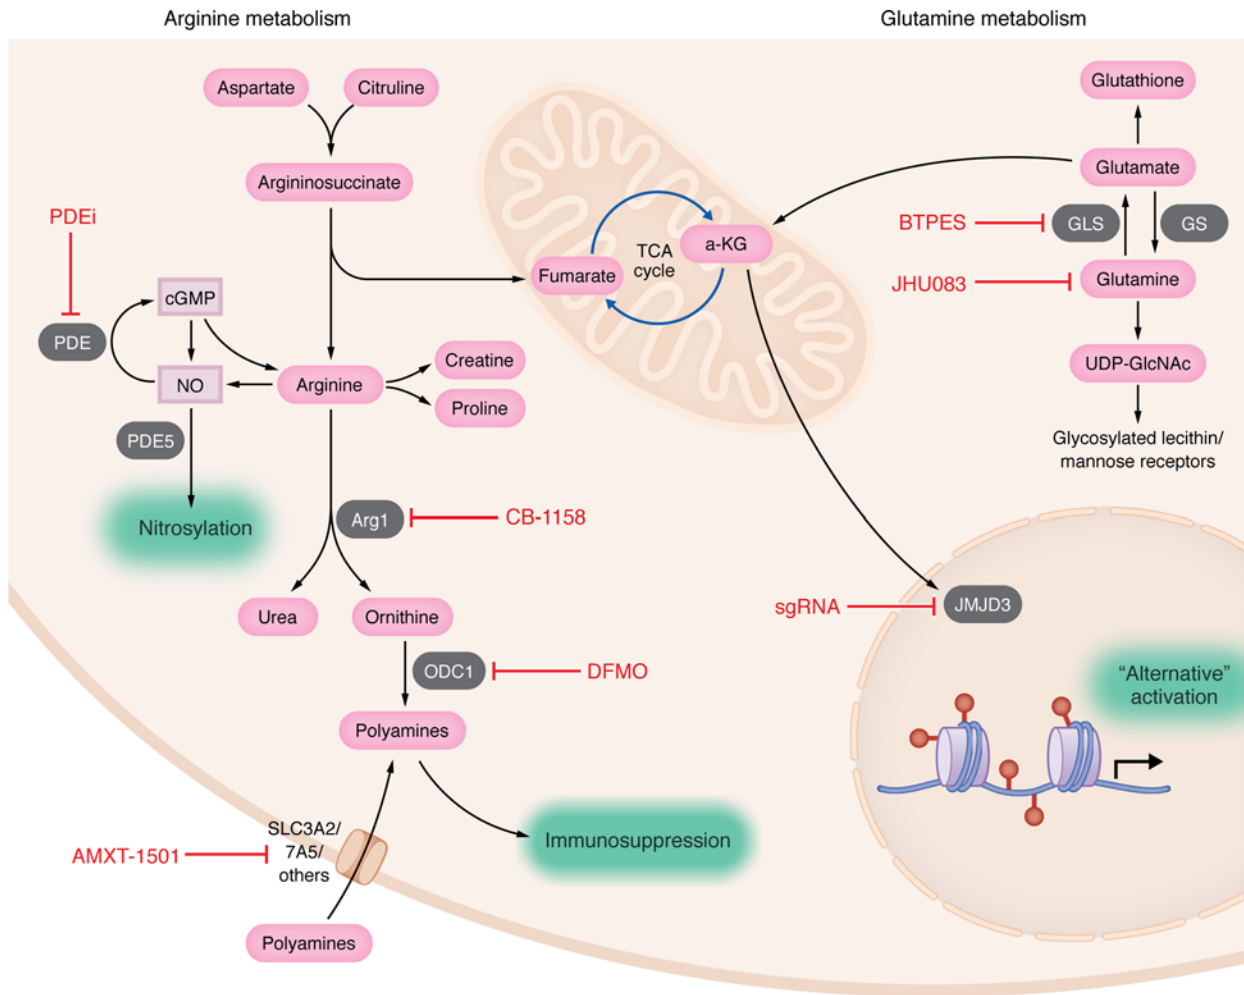 Arginine metabolism
Glutamine metabolism
Aspartate
Citruline
Glutathione
Argininosuccinate
Glutamate
PDEi
BTPES
GLS
GS
a-KG
TCA
cycle
Fumarate
JHU083
Glutamine
cGMP
PDE
Creatine
UDP-GlcNAc
NO
Arginine
Proline
PDE5
Glycosylated lecithin/
mannose receptors
Nitrosylation
Arg1
CB-1158
Urea
Ornithine
sgRNA
JMJD3
ODC1
DFMO
“Alternative”
activation
Polyamines
SLC3A2/
7A5/
others
AMXT-1501
Immunosuppression
Polyamines